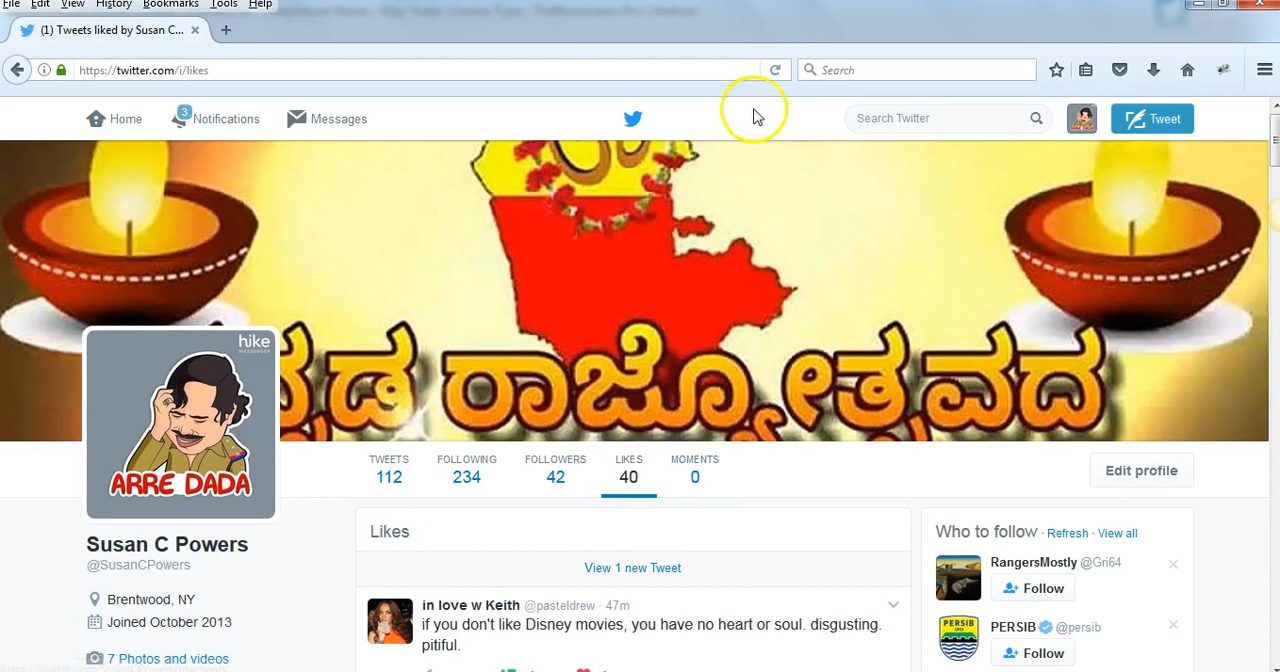 File Edit View History Bookmarks Tools Help
(1) Tweets liked by Susan C...
https://twitter.com/i/likes
Search
Home
3
Notifications
Messages
Search Twitter
Tweet
ರಾಜ್ಯೋತ್ಸವದ
hike
MESSENGER
ARRE DADA
TWEETS FOLLOWING FOLLOWERS LIKES MOMENTS
112 234 42 40 0
Edit profile
Susan C Powers
@SusanCPowers
Brentwood, NY
Joined October 2013
7 Photos and videos
Likes
View 1 new Tweet
in love w Keith @pasteldrew · 47m
if you don't like Disney movies, you have no heart or soul. disgusting.
pitiful.
Who to follow · Refresh · View all
RangersMostly @Gri64
Follow
PERSIB
PERSIB @persib
Follow